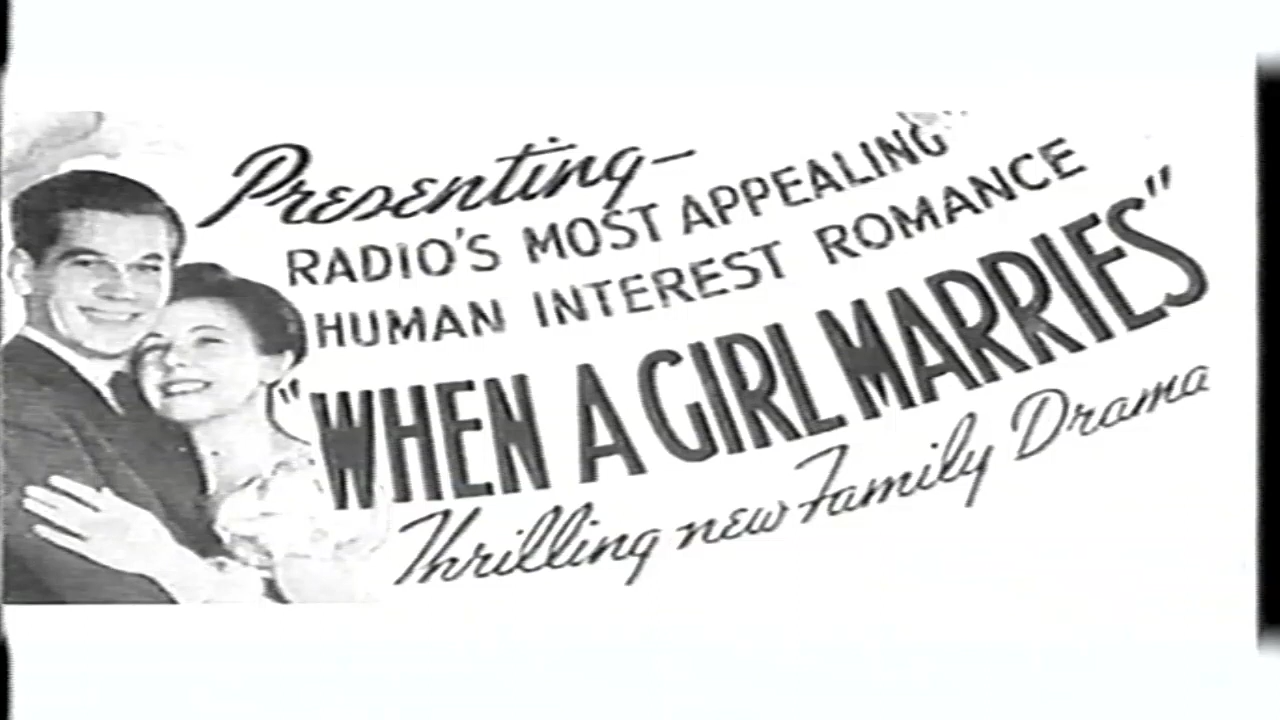 Presenting—
RADIO'S MOST APPEALING
HUMAN INTEREST ROMANCE
"WHEN A GIRL MARRIES"
Thrilling new Family Drama